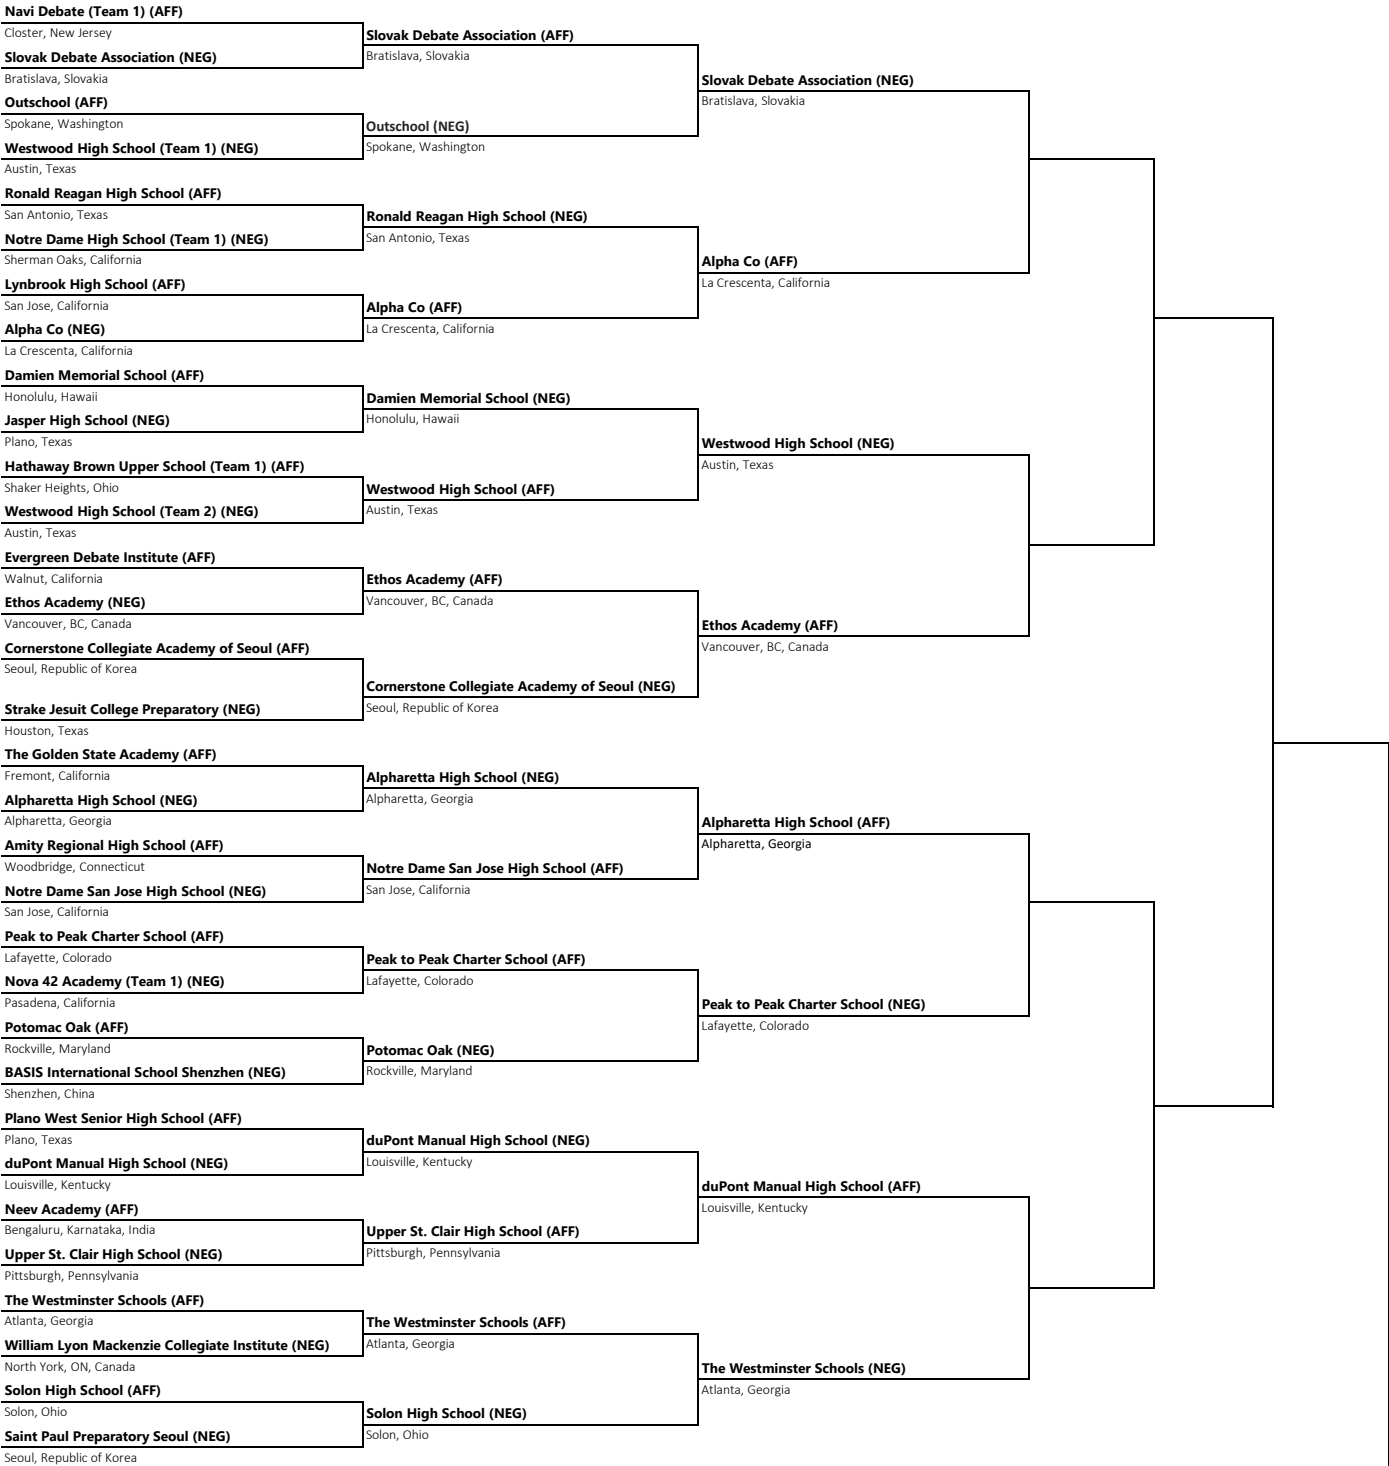 Navi Debate (Team 1) (AFF)
Closter, New Jersey
Slovak Debate Association (NEG)
Bratislava, Slovakia
Outschool (AFF)
Spokane, Washington
Westwood High School (Team 1) (NEG)
Austin, Texas
Ronald Reagan High School (AFF)
San Antonio, Texas
Notre Dame High School (Team 1) (NEG)
Sherman Oaks, California
Lynbrook High School (AFF)
San Jose, California
Alpha Co (NEG)
La Crescenta, California
Damien Memorial School (AFF)
Honolulu, Hawaii
Jasper High School (NEG)
Plano, Texas
Hathaway Brown Upper School (Team 1) (AFF)
Shaker Heights, Ohio
Westwood High School (Team 2) (NEG)
Austin, Texas
Evergreen Debate Institute (AFF)
Walnut, California
Ethos Academy (NEG)
Vancouver, BC, Canada
Cornerstone Collegiate Academy of Seoul (AFF)
Seoul, Republic of Korea
Strake Jesuit College Preparatory (NEG)
Houston, Texas
The Golden State Academy (AFF)
Fremont, California
Alpharetta High School (NEG)
Alpharetta, Georgia
Amity Regional High School (AFF)
Woodbridge, Connecticut
Notre Dame San Jose High School (NEG)
San Jose, California
Peak to Peak Charter School (AFF)
Lafayette, Colorado
Nova 42 Academy (Team 1) (NEG)
Pasadena, California
Potomac Oak (AFF)
Rockville, Maryland
BASIS International School Shenzhen (NEG)
Shenzhen, China
Plano West Senior High School (AFF)
Plano, Texas
duPont Manual High School (NEG)
Louisville, Kentucky
Neev Academy (AFF)
Bengaluru, Karnataka, India
Upper St. Clair High School (NEG)
Pittsburgh, Pennsylvania
The Westminster Schools (AFF)
Atlanta, Georgia
William Lyon Mackenzie Collegiate Institute (NEG)
North York, ON, Canada
Solon High School (AFF)
Solon, Ohio
Saint Paul Preparatory Seoul (NEG)
Seoul, Republic of Korea
Slovak Debate Association (AFF)
Bratislava, Slovakia
Outschool (NEG)
Spokane, Washington
Ronald Reagan High School (NEG)
San Antonio, Texas
Alpha Co (AFF)
La Crescenta, California
Damien Memorial School (NEG)
Honolulu, Hawaii
Westwood High School (AFF)
Austin, Texas
Ethos Academy (AFF)
Vancouver, BC, Canada
Cornerstone Collegiate Academy of Seoul (NEG)
Seoul, Republic of Korea
Alpharetta High School (NEG)
Alpharetta, Georgia
Notre Dame San Jose High School (AFF)
San Jose, California
Peak to Peak Charter School (AFF)
Lafayette, Colorado
Potomac Oak (NEG)
Rockville, Maryland
duPont Manual High School (NEG)
Louisville, Kentucky
Upper St. Clair High School (AFF)
Pittsburgh, Pennsylvania
The Westminster Schools (AFF)
Atlanta, Georgia
Solon High School (NEG)
Solon, Ohio
Slovak Debate Association (NEG)
Bratislava, Slovakia
Alpha Co (AFF)
La Crescenta, California
Westwood High School (NEG)
Austin, Texas
Ethos Academy (AFF)
Vancouver, BC, Canada
Alpharetta High School (AFF)
Alpharetta, Georgia
Peak to Peak Charter School (NEG)
Lafayette, Colorado
duPont Manual High School (AFF)
Louisville, Kentucky
The Westminster Schools (NEG)
Atlanta, Georgia